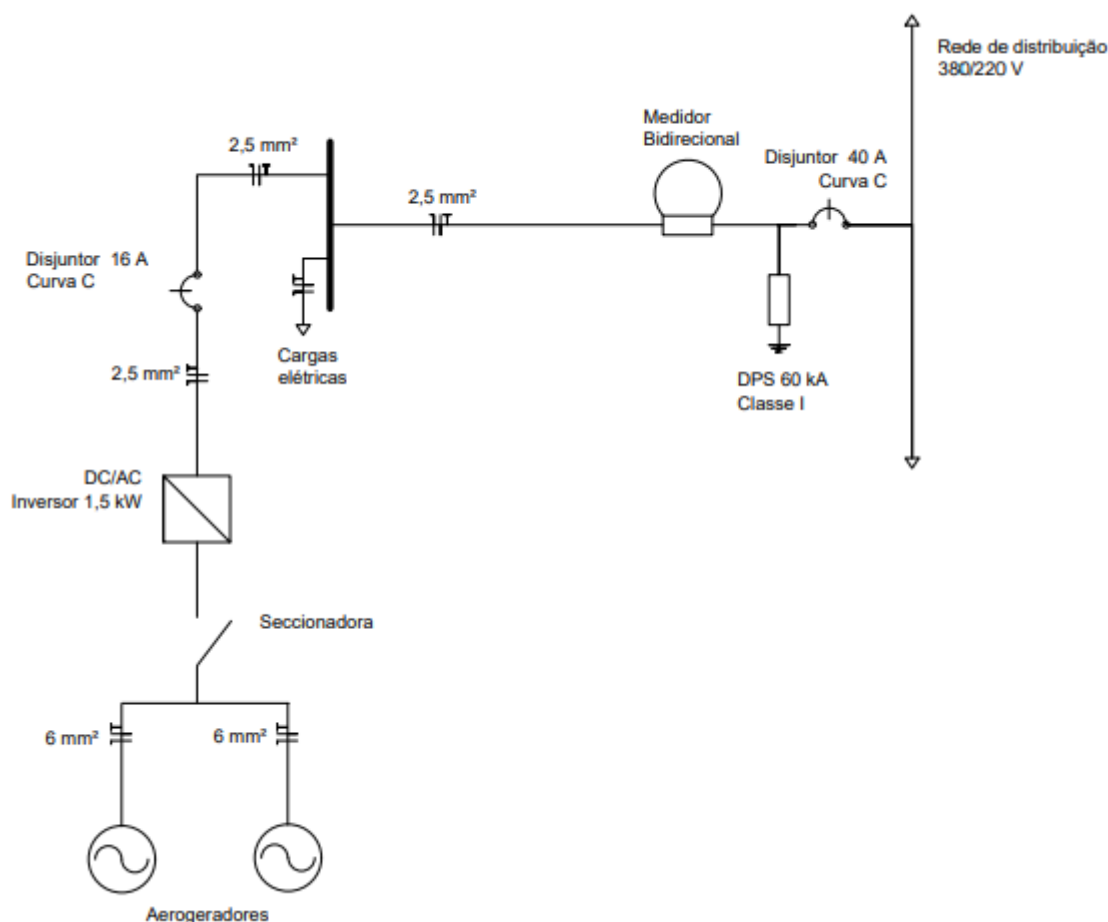 Rede de distribuição
380/220 V
Medidor
Bidirecional
Disjuntor 40 A
Curva C
2,5 mm²
2,5 mm²
Disjuntor 16 A
Curva C
Cargas
elétricas
2,5 mm²
DPS 60 kA
Classe I
DC/AC
Inversor 1,5 kW
Seccionadora
6 mm²
6 mm²
Aerogeradores